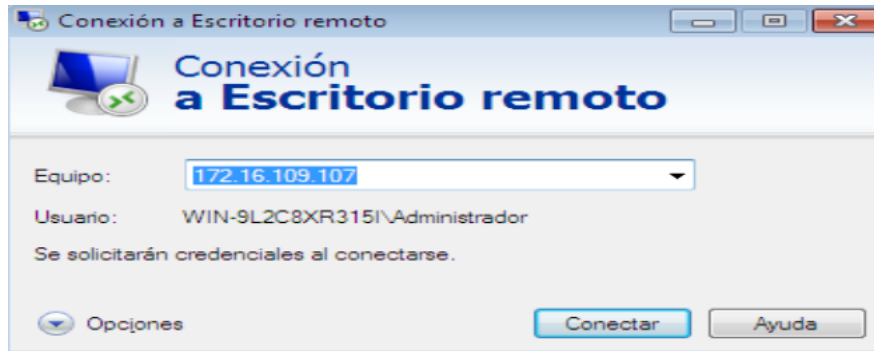 Conexión a Escritorio remoto
Conexión
a Escritorio remoto
Equipo: 172.16.109.107
Usuario: WIN-9L2C8XR315I\Administrador
Se solicitarán credenciales al conectarse.
Opciones Conectar Ayuda